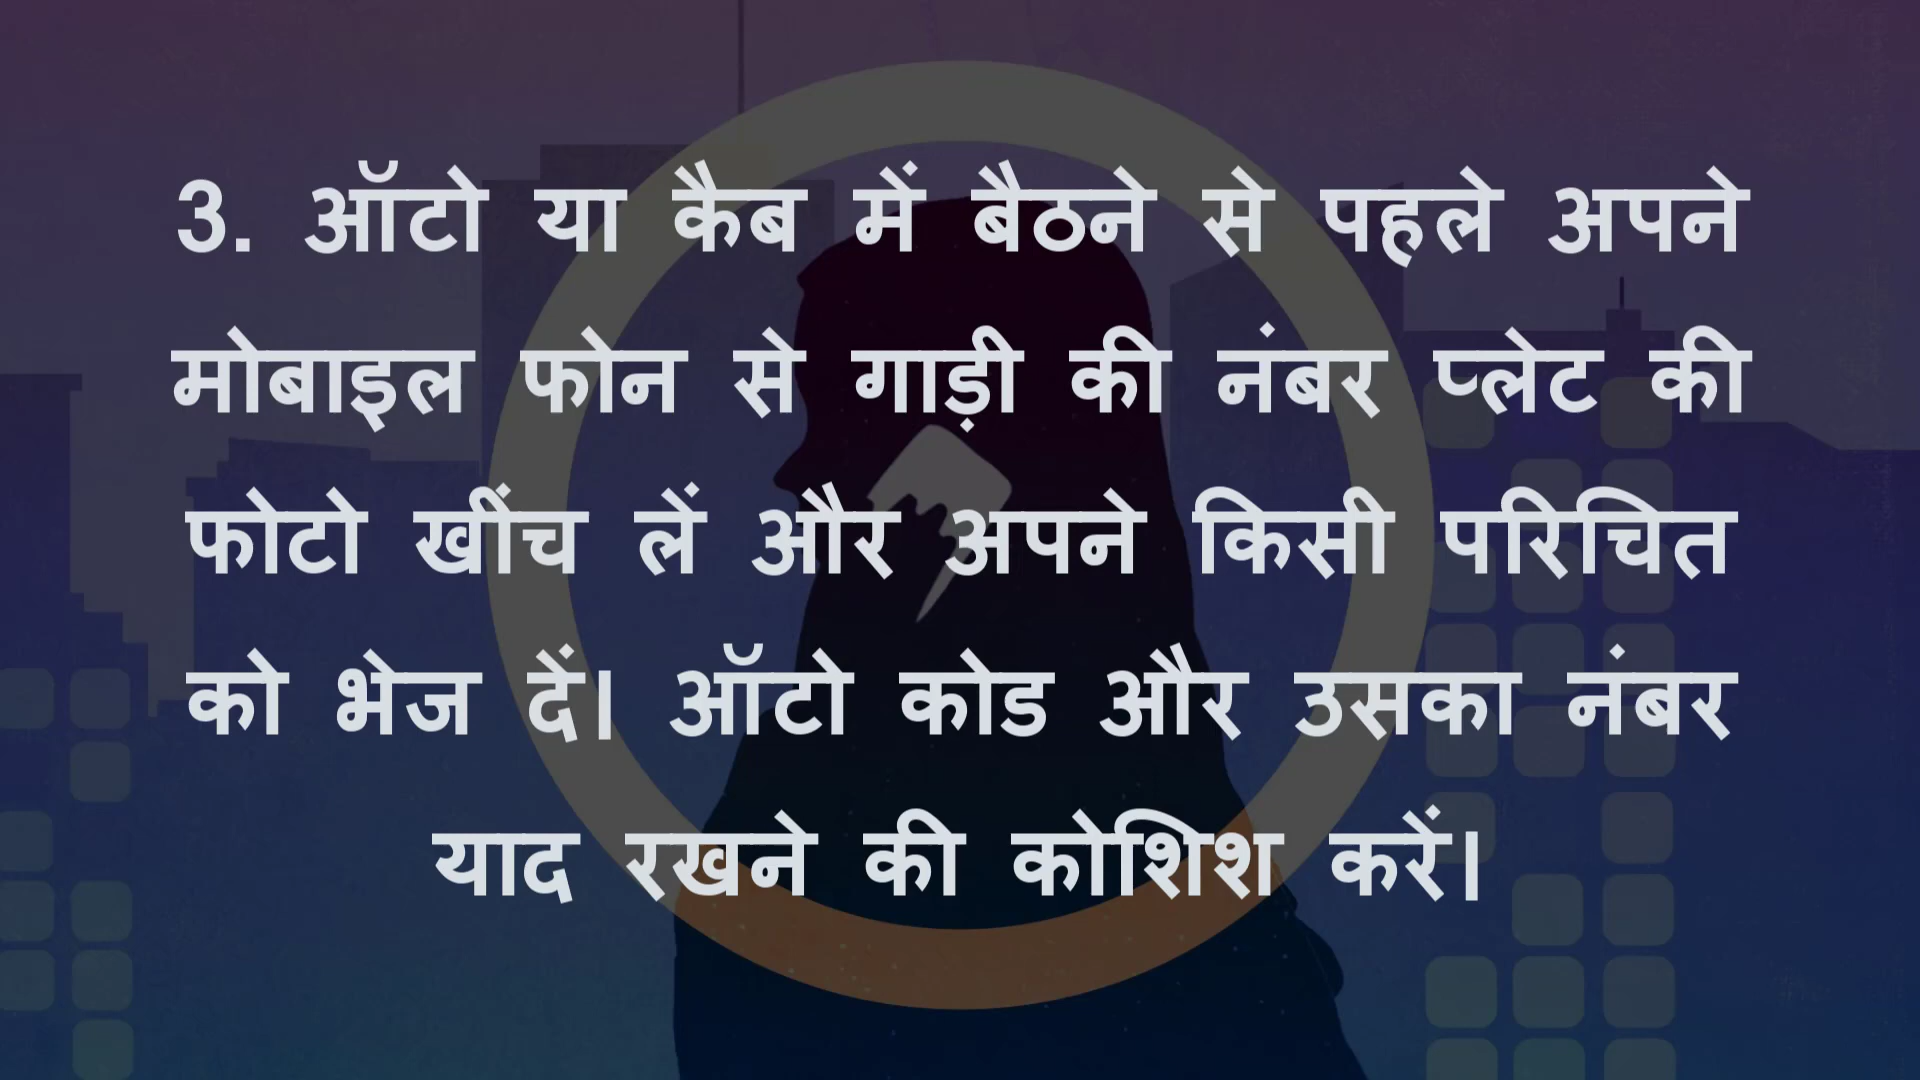 3. ऑटो या कैब में बैठने से पहले अपने
मोबाइल फोन से गाड़ी की नंबर प्लेट की
फोटो खींच लें और अपने किसी परिचित
को भेज दें। ऑटो कोड और उसका नंबर
याद रखने की कोशिश करें।